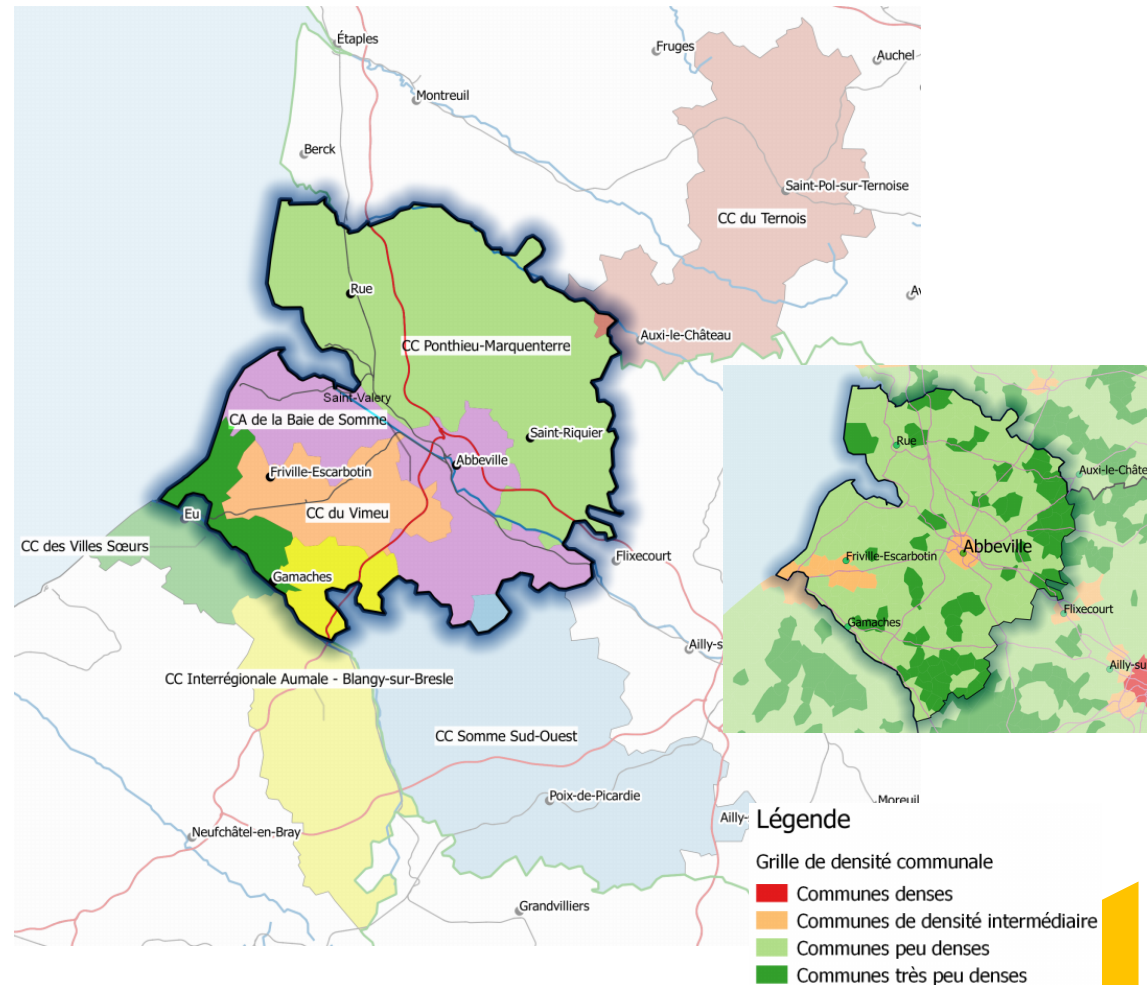 Étaples
Fruges
Auchel
Montreuil
Berck
Saint-Pol-sur-Ternoise
CC du Ternois
Rue
CC Ponthieu-Marquenterre
Auxi-le-Château
Saint-Valery
CA de la Baie de Somme
Saint-Riquier
Abbeville
Friville-Escarbotin
CC du Vimeu
Eu
CC des Villes Sœurs
Flixecourt
Gamaches
Ailly-s
CC Interrégionale Aumale - Blangy-sur-Bresle
CC Somme Sud-Ouest
Poix-de-Picardie
Moreuil
Ailly-
Neufchâtel-en-Bray
Grandvilliers
Rue
Auxi-le-Châte
Abbeville
Friville-Escarbotin
Flixecourt
Gamaches
Ailly-su
Légende
Grille de densité communale
Communes denses
Communes de densité intermédiaire
Communes peu denses
Communes très peu denses